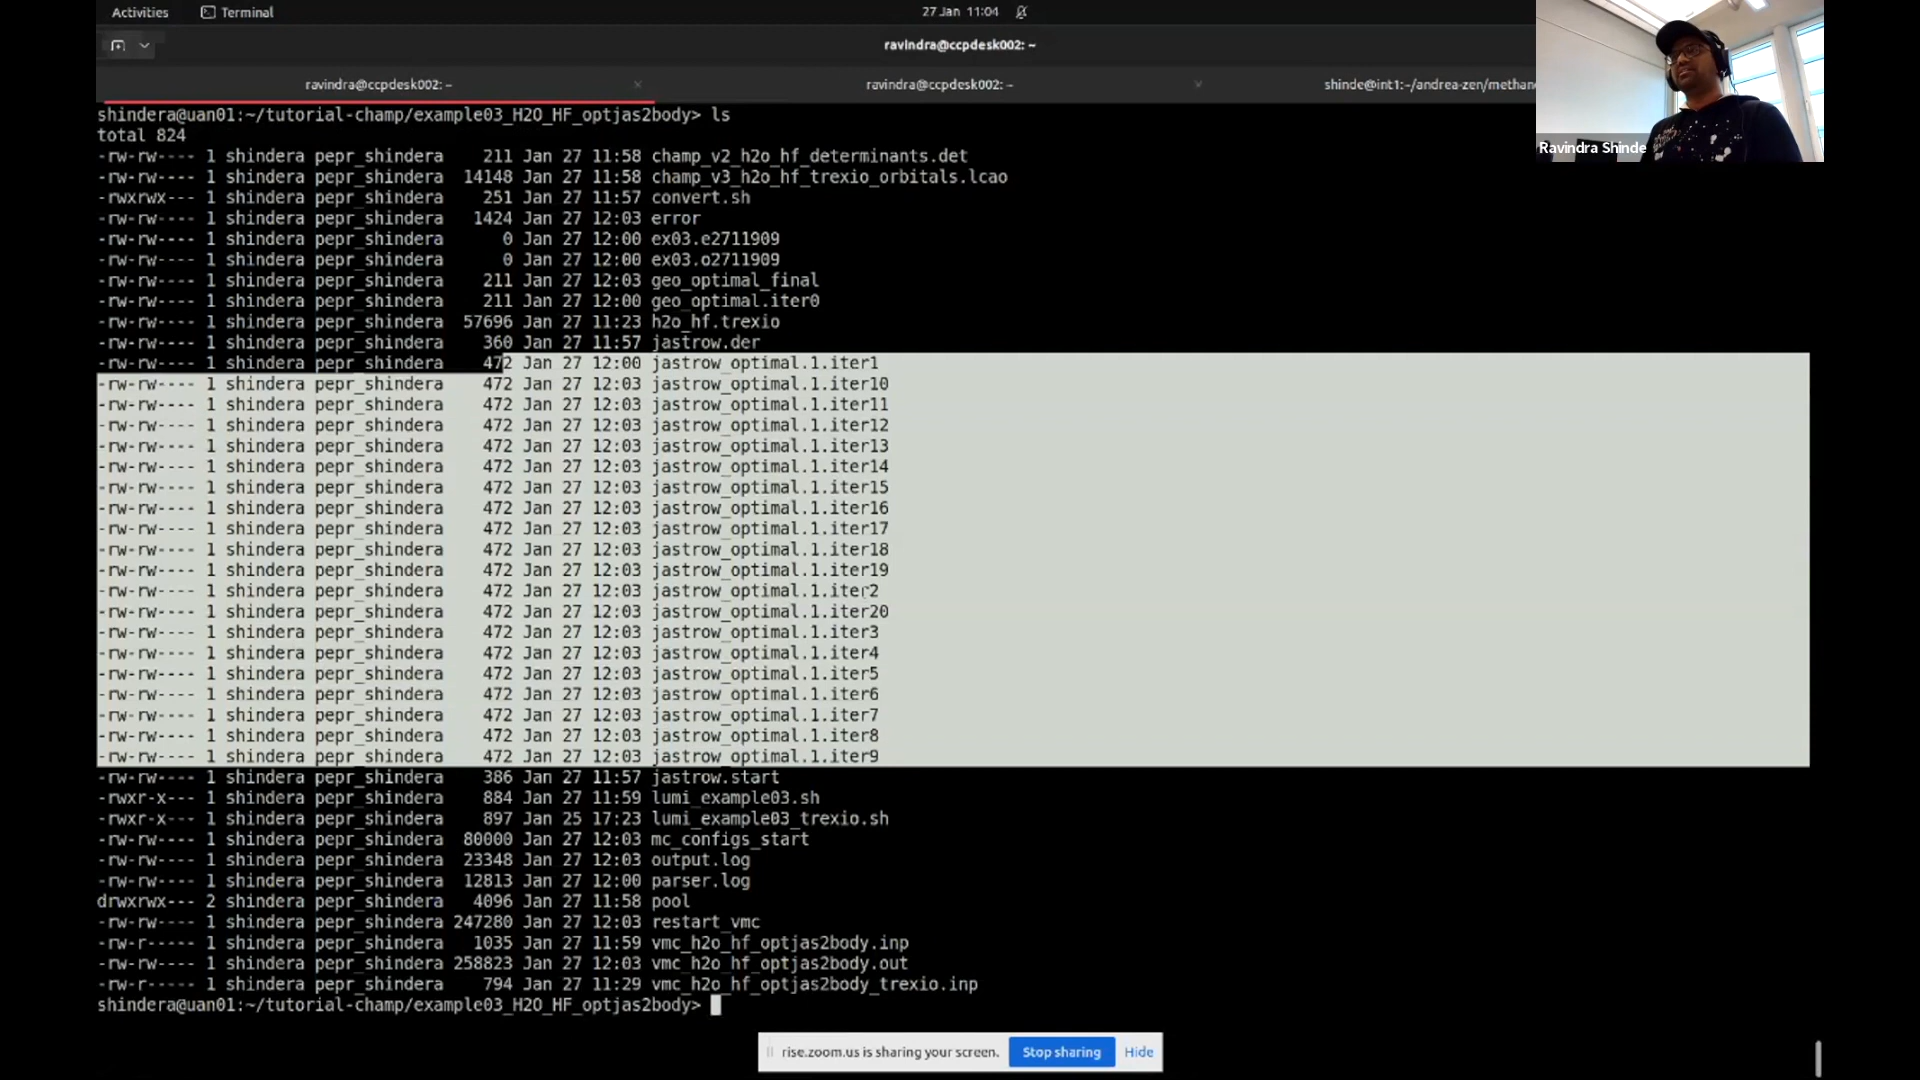 Activities Terminal 27 Jan 11:04
ravindra@ccpdesk002: ~
ravindra@ccpdesk002: ~ ravindra@ccpdesk002: ~ shinde@int1:~/andrea-zen/methan
Ravindra Shinde
shindera@uan01:~/tutorial-champ/example03_H2O_HF_optjas2body> ls
total 824
-rw-rw---- 1 shindera pepr_shindera 211 Jan 27 11:58 champ_v2_h2o_hf_determinants.det
-rw-rw---- 1 shindera pepr_shindera 14148 Jan 27 11:58 champ_v3_h2o_hf_trexio_orbitals.lcao
-rwxrwx--- 1 shindera pepr_shindera 251 Jan 27 11:57 convert.sh
-rw-rw---- 1 shindera pepr_shindera 1424 Jan 27 12:03 error
-rw-rw---- 1 shindera pepr_shindera 0 Jan 27 12:00 ex03.e2711909
-rw-rw---- 1 shindera pepr_shindera 0 Jan 27 12:00 ex03.o2711909
-rw-rw---- 1 shindera pepr_shindera 211 Jan 27 12:03 geo_optimal_final
-rw-rw---- 1 shindera pepr_shindera 211 Jan 27 12:00 geo_optimal.iter0
-rw-rw---- 1 shindera pepr_shindera 57696 Jan 27 11:23 h2o_hf.trexio
-rw-rw---- 1 shindera pepr_shindera 360 Jan 27 11:57 jastrow.der
-rw-rw---- 1 shindera pepr_shindera 472 Jan 27 12:00 jastrow_optimal.1.iter1
-rw-rw---- 1 shindera pepr_shindera 472 Jan 27 12:03 jastrow_optimal.1.iter10
-rw-rw---- 1 shindera pepr_shindera 472 Jan 27 12:03 jastrow_optimal.1.iter11
-rw-rw---- 1 shindera pepr_shindera 472 Jan 27 12:03 jastrow_optimal.1.iter12
-rw-rw---- 1 shindera pepr_shindera 472 Jan 27 12:03 jastrow_optimal.1.iter13
-rw-rw---- 1 shindera pepr_shindera 472 Jan 27 12:03 jastrow_optimal.1.iter14
-rw-rw---- 1 shindera pepr_shindera 472 Jan 27 12:03 jastrow_optimal.1.iter15
-rw-rw---- 1 shindera pepr_shindera 472 Jan 27 12:03 jastrow_optimal.1.iter16
-rw-rw---- 1 shindera pepr_shindera 472 Jan 27 12:03 jastrow_optimal.1.iter17
-rw-rw---- 1 shindera pepr_shindera 472 Jan 27 12:03 jastrow_optimal.1.iter18
-rw-rw---- 1 shindera pepr_shindera 472 Jan 27 12:03 jastrow_optimal.1.iter19
-rw-rw---- 1 shindera pepr_shindera 472 Jan 27 12:03 jastrow_optimal.1.iter2
-rw-rw---- 1 shindera pepr_shindera 472 Jan 27 12:03 jastrow_optimal.1.iter20
-rw-rw---- 1 shindera pepr_shindera 472 Jan 27 12:03 jastrow_optimal.1.iter3
-rw-rw---- 1 shindera pepr_shindera 472 Jan 27 12:03 jastrow_optimal.1.iter4
-rw-rw---- 1 shindera pepr_shindera 472 Jan 27 12:03 jastrow_optimal.1.iter5
-rw-rw---- 1 shindera pepr_shindera 472 Jan 27 12:03 jastrow_optimal.1.iter6
-rw-rw---- 1 shindera pepr_shindera 472 Jan 27 12:03 jastrow_optimal.1.iter7
-rw-rw---- 1 shindera pepr_shindera 472 Jan 27 12:03 jastrow_optimal.1.iter8
-rw-rw---- 1 shindera pepr_shindera 472 Jan 27 12:03 jastrow_optimal.1.iter9
-rw-rw---- 1 shindera pepr_shindera 386 Jan 27 11:57 jastrow.start
-rwxr-x--- 1 shindera pepr_shindera 884 Jan 27 11:59 lumi_example03.sh
-rwxr-x--- 1 shindera pepr_shindera 897 Jan 25 17:23 lumi_example03_trexio.sh
-rw-rw---- 1 shindera pepr_shindera 80000 Jan 27 12:03 mc_configs_start
-rw-rw---- 1 shindera pepr_shindera 23348 Jan 27 12:03 output.log
-rw-rw---- 1 shindera pepr_shindera 12813 Jan 27 12:00 parser.log
drwxrwx--- 2 shindera pepr_shindera 4096 Jan 27 11:58 pool
-rw-rw---- 1 shindera pepr_shindera 247280 Jan 27 12:03 restart_vmc
-rw-r----- 1 shindera pepr_shindera 1035 Jan 27 11:59 vmc_h2o_hf_optjas2body.inp
-rw-rw---- 1 shindera pepr_shindera 258823 Jan 27 12:03 vmc_h2o_hf_optjas2body.out
-rw-r----- 1 shindera pepr_shindera 794 Jan 27 11:29 vmc_h2o_hf_optjas2body_trexio.inp
shindera@uan01:~/tutorial-champ/example03_H2O_HF_optjas2body>
rise.zoom.us is sharing your screen. Stop sharing Hide